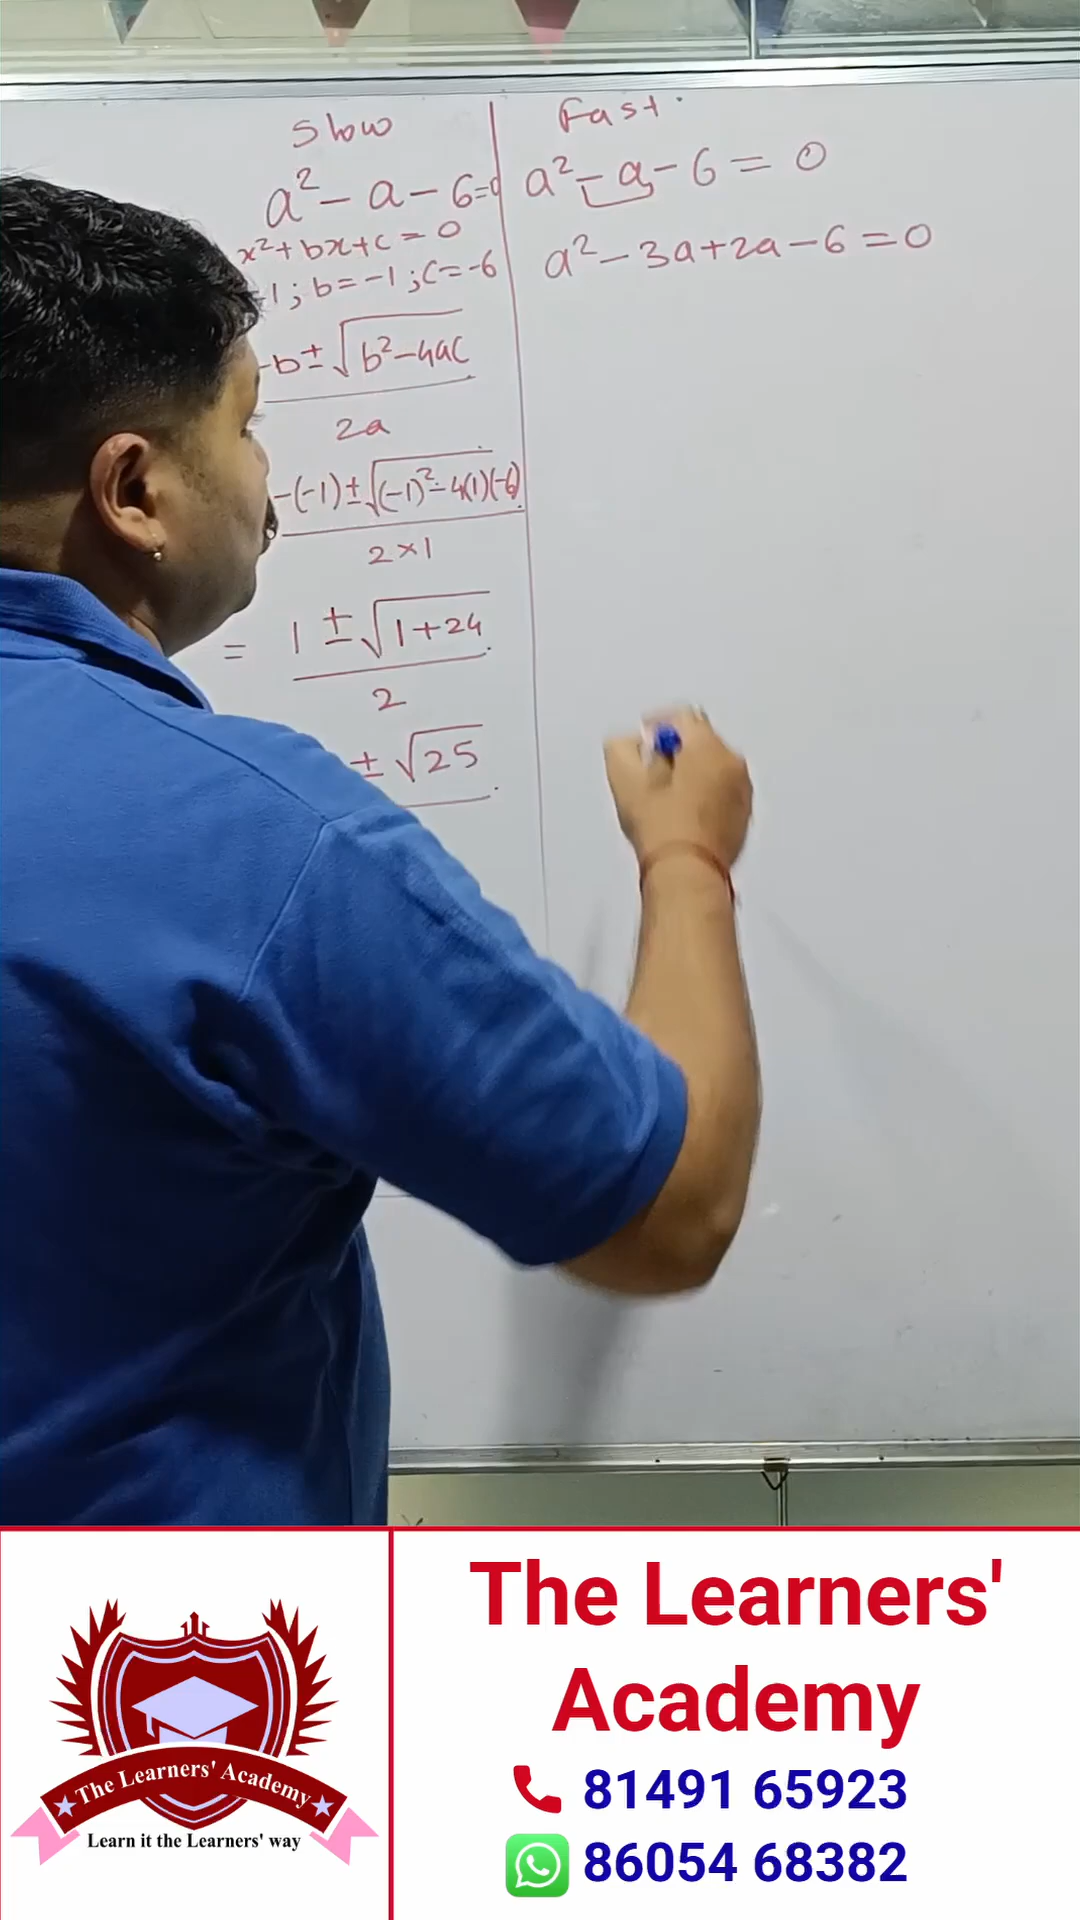 Slow
a² - a - 6 = 0
x² + bx + c = 0
1 ; b = -1 ; c = -6
-b ± √b² - 4ac
2a
-(-1) ± √(-1)² - 4(1)(-6)
2 × 1
= 1 ± √1 + 24
2
± √25
Fast
a² - a - 6 = 0
a² - 3a + 2a - 6 = 0
The Learners' Academy
Learn it the Learners' way
The Learners'
Academy
81491 65923
86054 68382